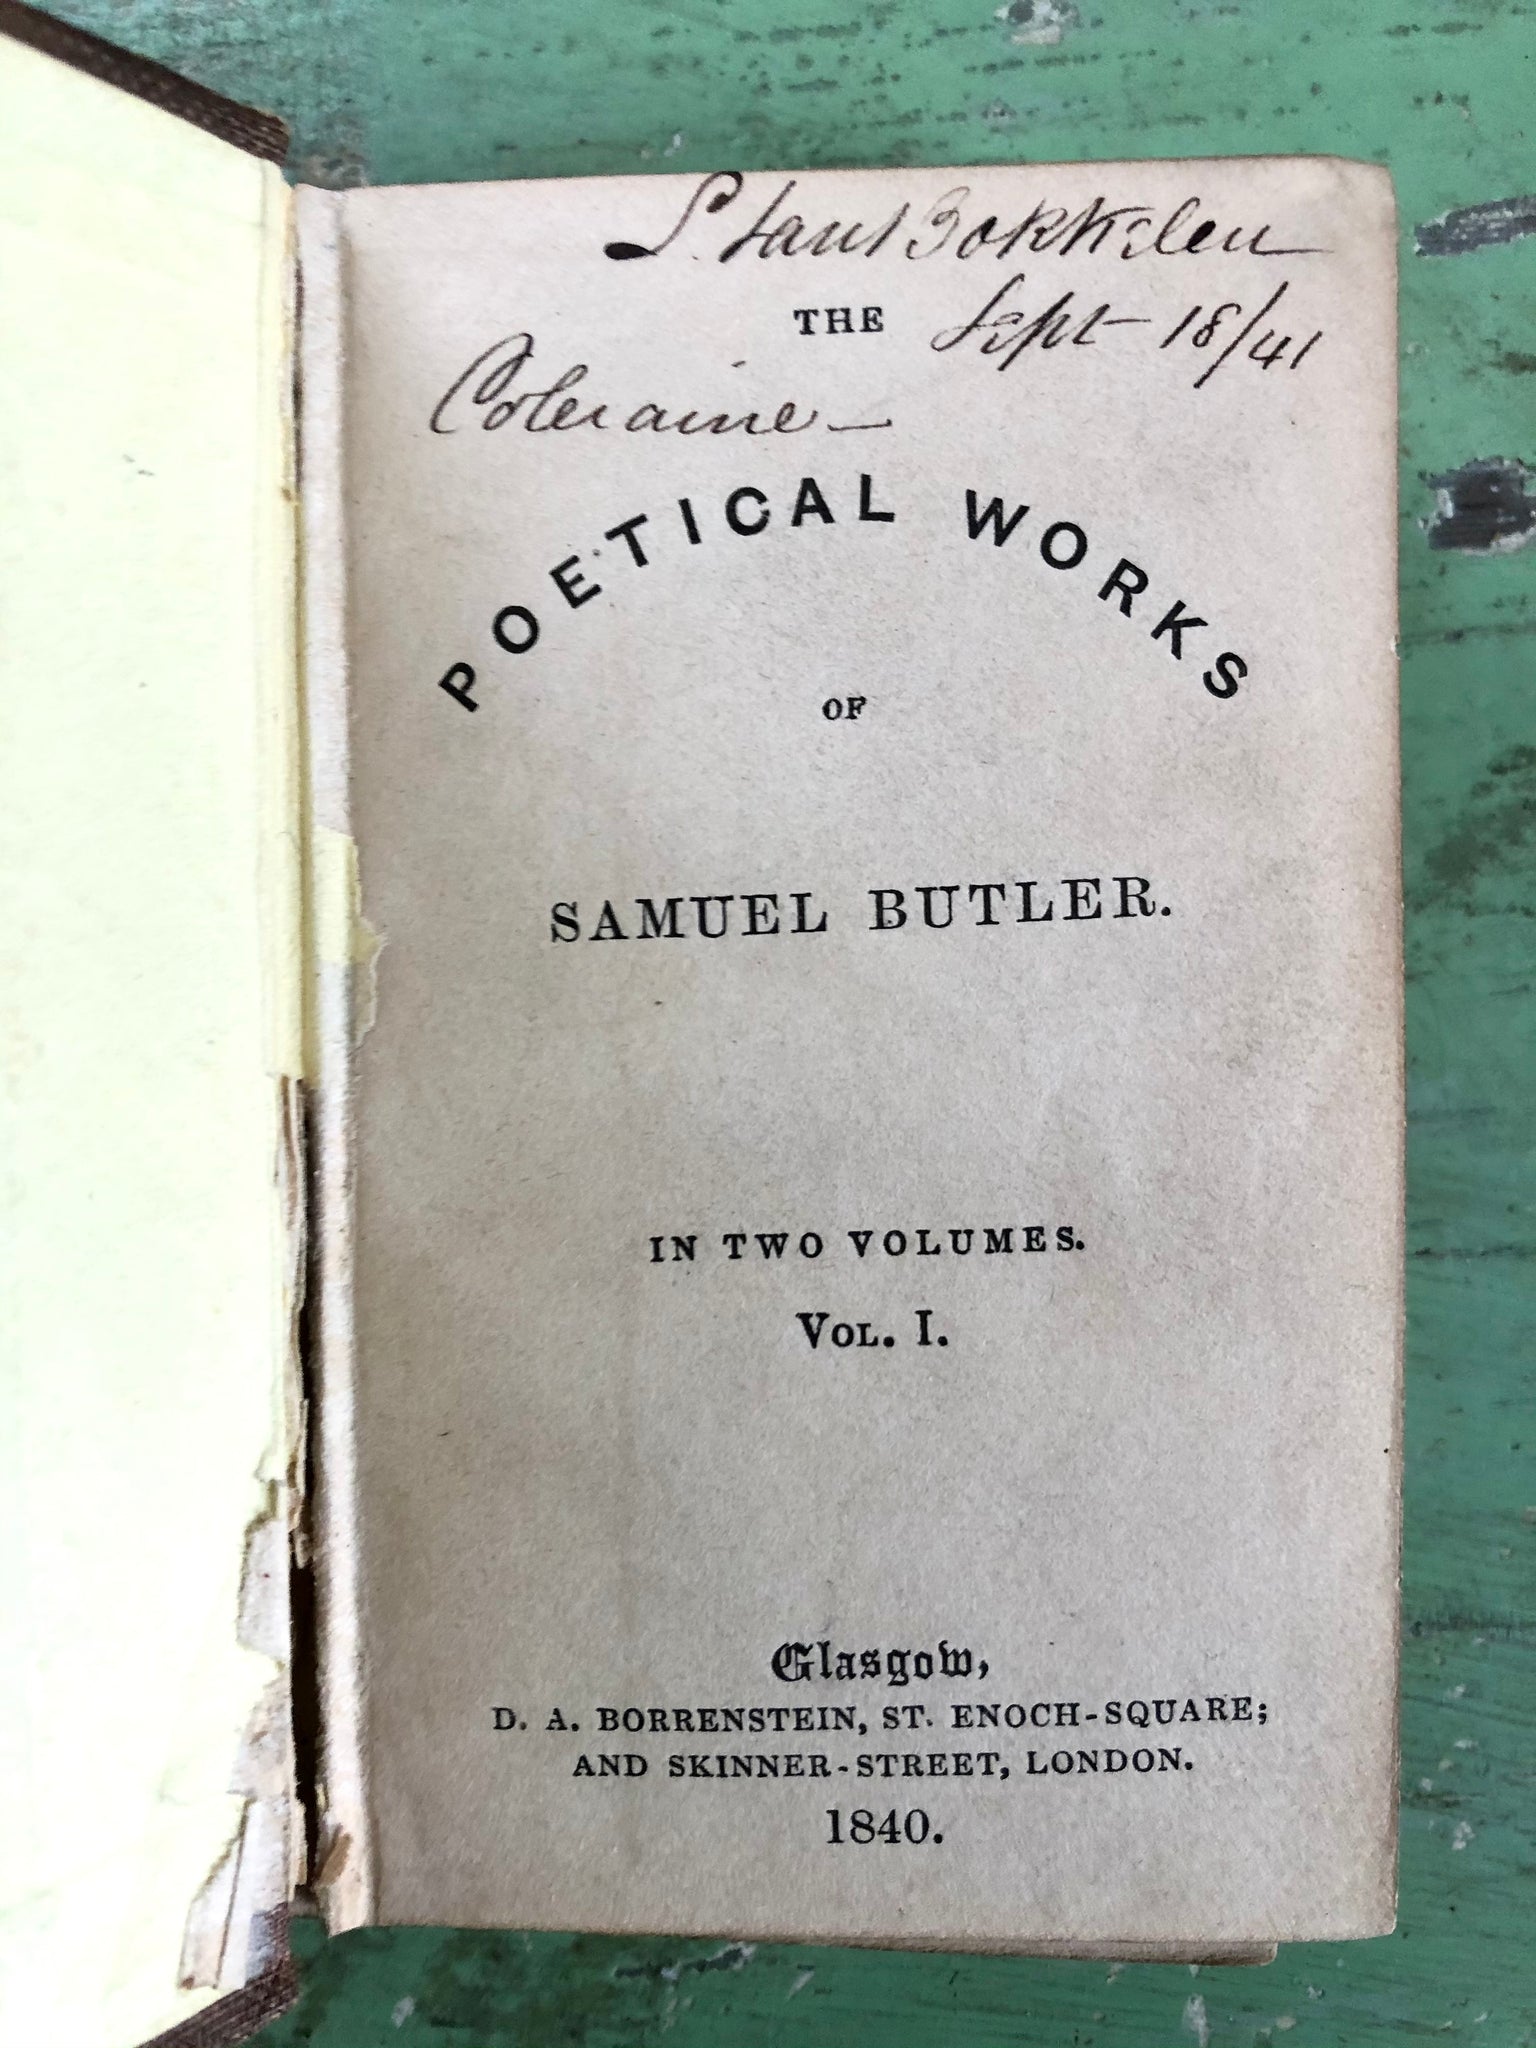 THE Sept 18/41
Coleraine
POETICAL WORKS
OF
SAMUEL BUTLER.
IN TWO VOLUMES.
VOL. I.
Glasgow,
D. A. BORRENSTEIN, ST. ENOCH-SQUARE;
AND SKINNER-STREET, LONDON.
1840.